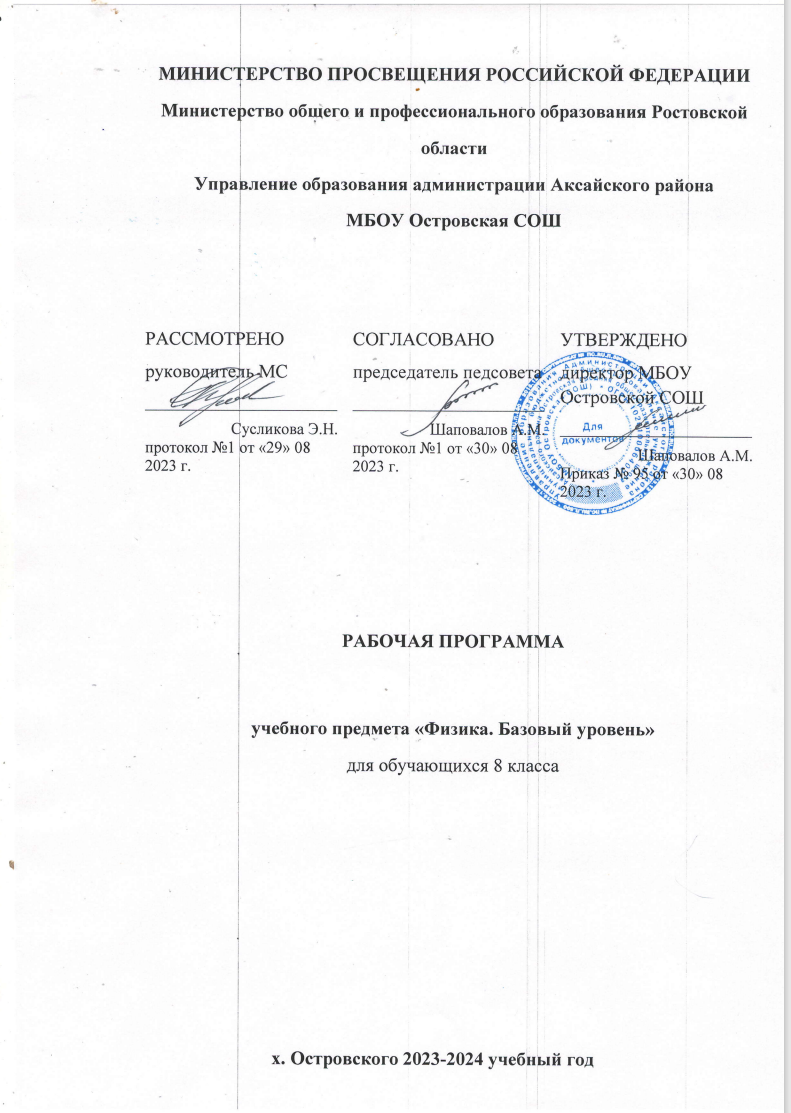 МИНИСТЕРСТВО ПРОСВЕЩЕНИЯ РОССИЙСКОЙ ФЕДЕРАЦИИ
Министерство общего и профессионального образования Ростовской
области
Управление образования администрации Аксайского района
МБОУ Островская СОШ
РАССМОТРЕНО
руководитель МС
Сусликова Э.Н.
протокол №1 от «29» 08
2023 г.
СОГЛАСОВАНО
председатель педсовета
Шаповалов А.М.
протокол №1 от «30» 08
2023 г.
УТВЕРЖДЕНО
директор МБОУ
Островской СОШ
Шаповалов А.М.
Приказ № 95 от «30» 08
2023 г.
Для
документов
РАБОЧАЯ ПРОГРАММА
учебного предмета «Физика. Базовый уровень»
для обучающихся 8 класса
х. Островского 2023-2024 учебный год